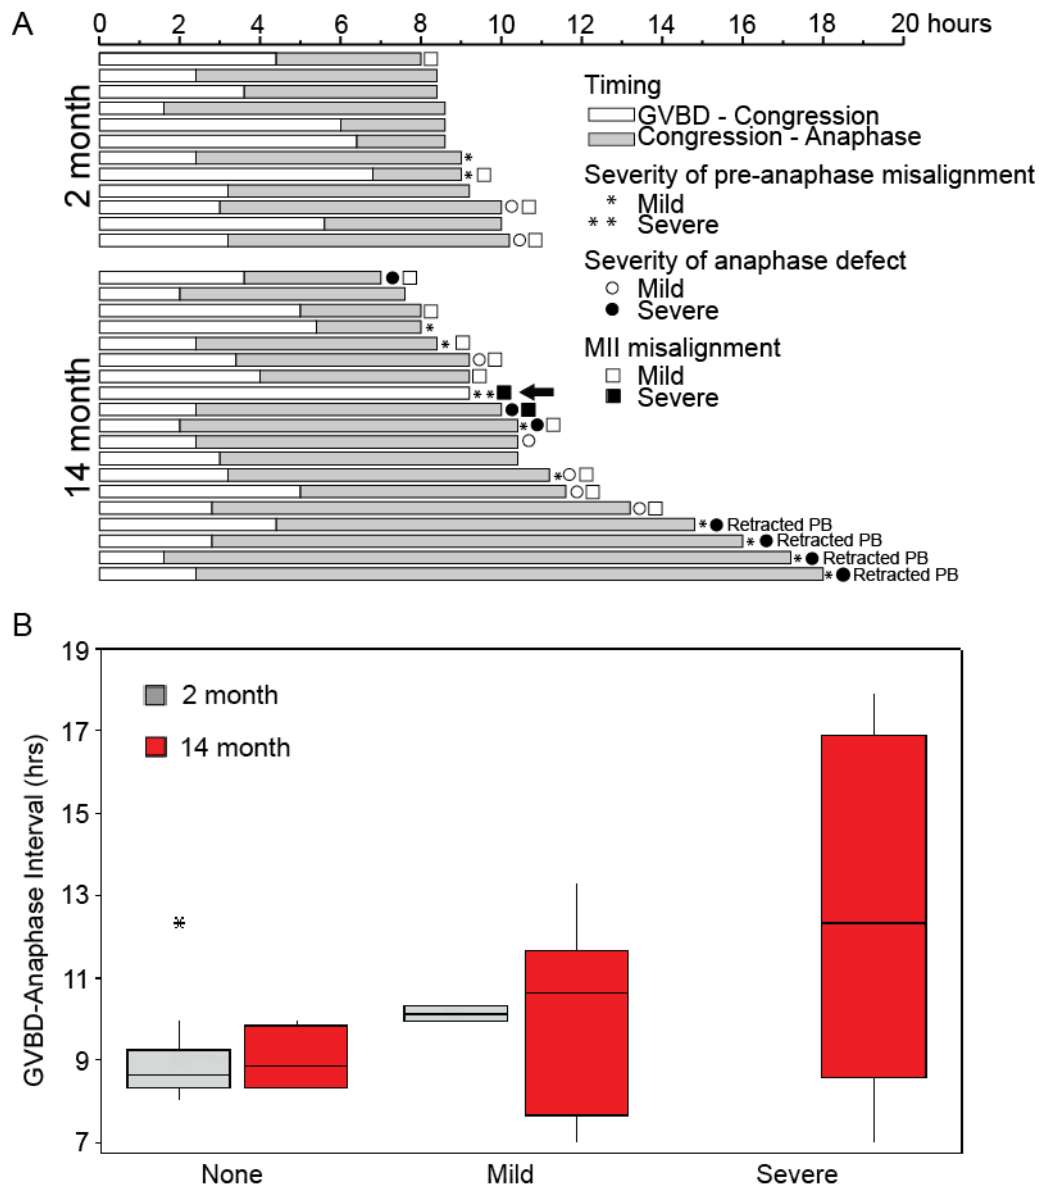 A
0 2 4 6 8 10 12 14 16 18 20 hours
2 month
14 month
Timing
GVBD - Congression
Congression - Anaphase
Severity of pre-anaphase misalignment
* Mild
* * Severe
Severity of anaphase defect
Mild
Severe
MII misalignment
Mild
Severe
*
*
*
*
* *
*
*
* Retracted PB
* Retracted PB
* Retracted PB
* Retracted PB
B
GVBD-Anaphase Interval (hrs)
19
17
15
13
11
9
7
2 month
14 month
*
None Mild Severe